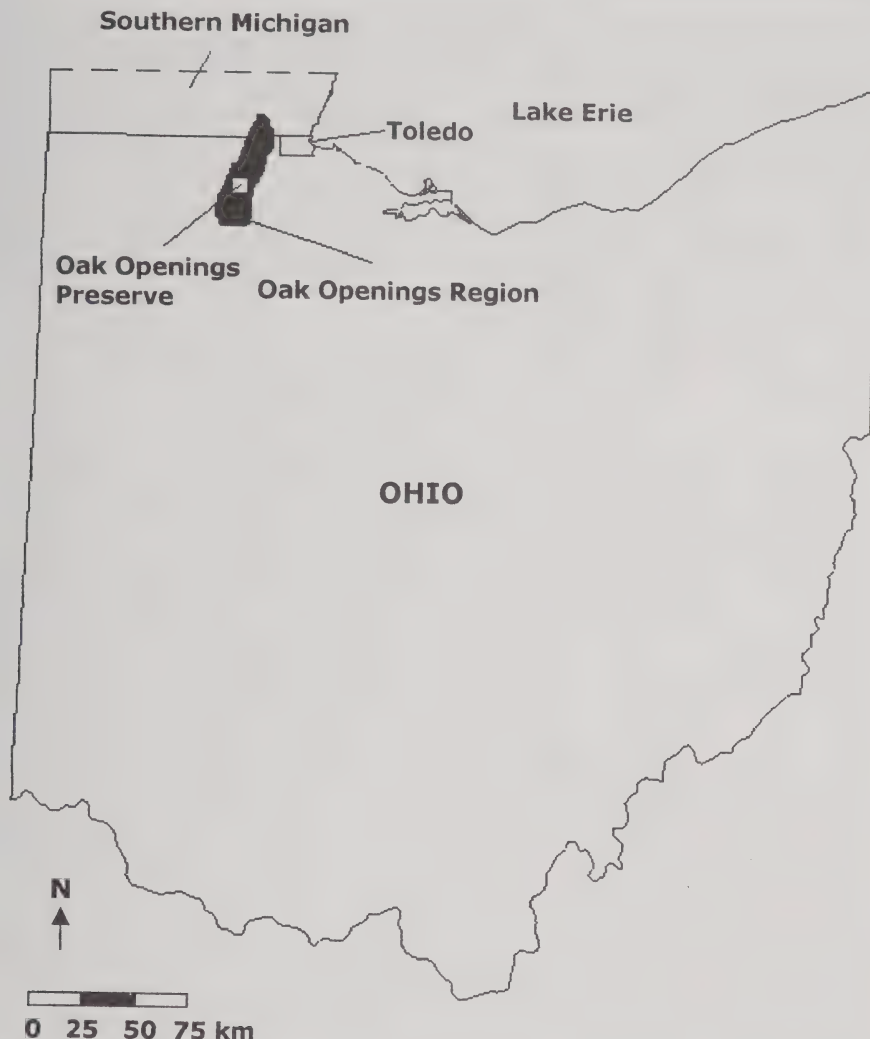 Southern Michigan
Lake Erie
Toledo
Oak Openings
Preserve
Oak Openings Region
OHIO
N
0 25 50 75 km